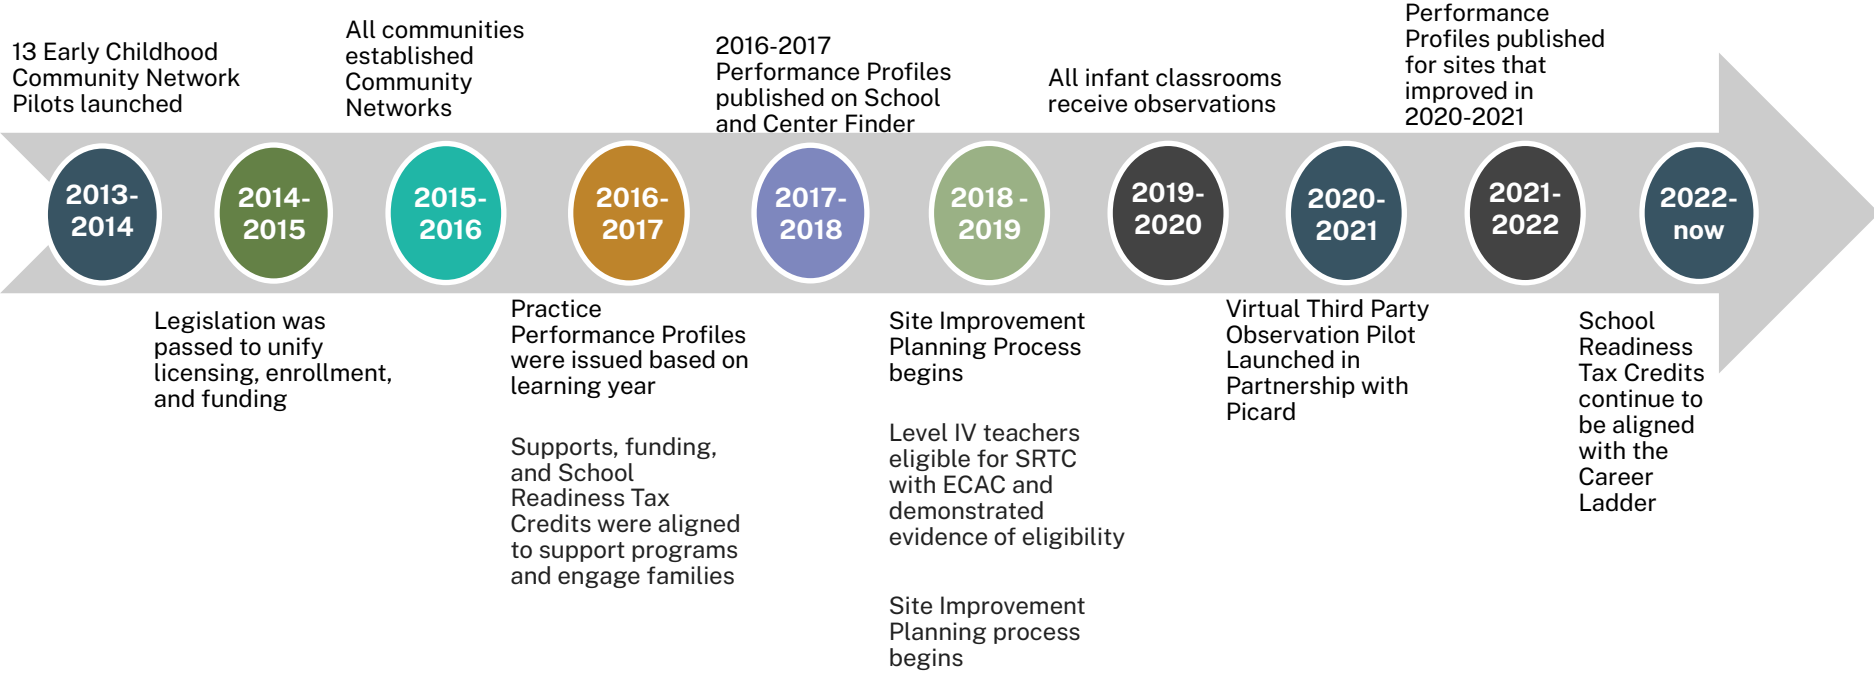 13 Early Childhood
Community Network
Pilots launched
All communities
established
Community
Networks
2016-2017
Performance Profiles
published on School
and Center Finder
All infant classrooms
receive observations
Performance
Profiles published
for sites that
improved in
2020-2021
2013-
2014
2014-
2015
2015-
2016
2016-
2017
2017-
2018
2018 -
2019
2019-
2020
2020-
2021
2021-
2022
2022-
now
Legislation was
passed to unify
licensing, enrollment,
and funding
Practice
Performance Profiles
were issued based on
learning year
Supports, funding,
and School
Readiness Tax
Credits were aligned
to support programs
and engage families
Site Improvement
Planning Process
begins
Level IV teachers
eligible for SRTC
with ECAC and
demonstrated
evidence of eligibility
Site Improvement
Planning process
begins
Virtual Third Party
Observation Pilot
Launched in
Partnership with
Picard
School
Readiness
Tax Credits
continue to
be aligned
with the
Career
Ladder